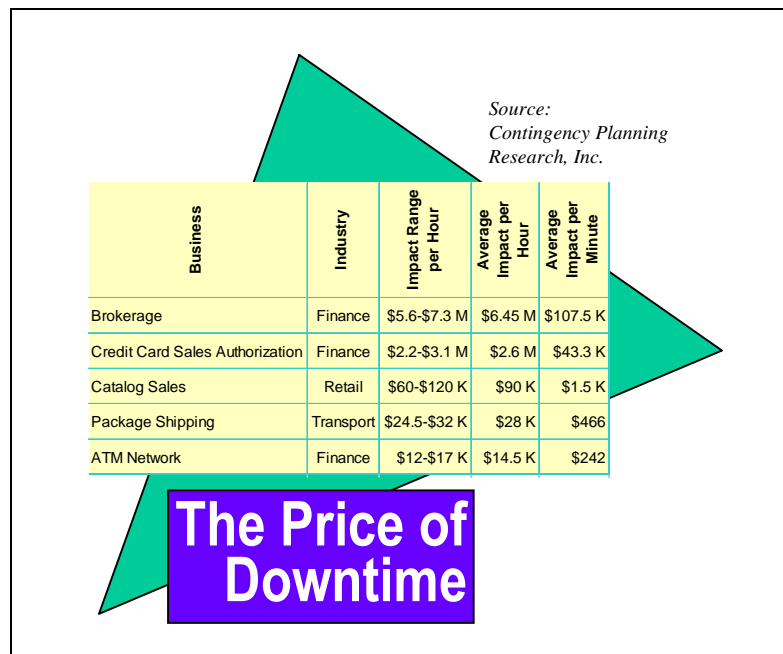 Source:
Contingency Planning
Research, Inc.
Business
Industry
Impact Range
per Hour
Average
Impact per
Hour
Average
Impact per
Minute
Brokerage Finance $5.6-$7.3 M $6.45 M $107.5 K
Credit Card Sales Authorization Finance $2.2-$3.1 M $2.6 M $43.3 K
Catalog Sales Retail $60-$120 K $90 K $1.5 K
Package Shipping Transport $24.5-$32 K $28 K $466
ATM Network Finance $12-$17 K $14.5 K $242
The Price of
Downtime